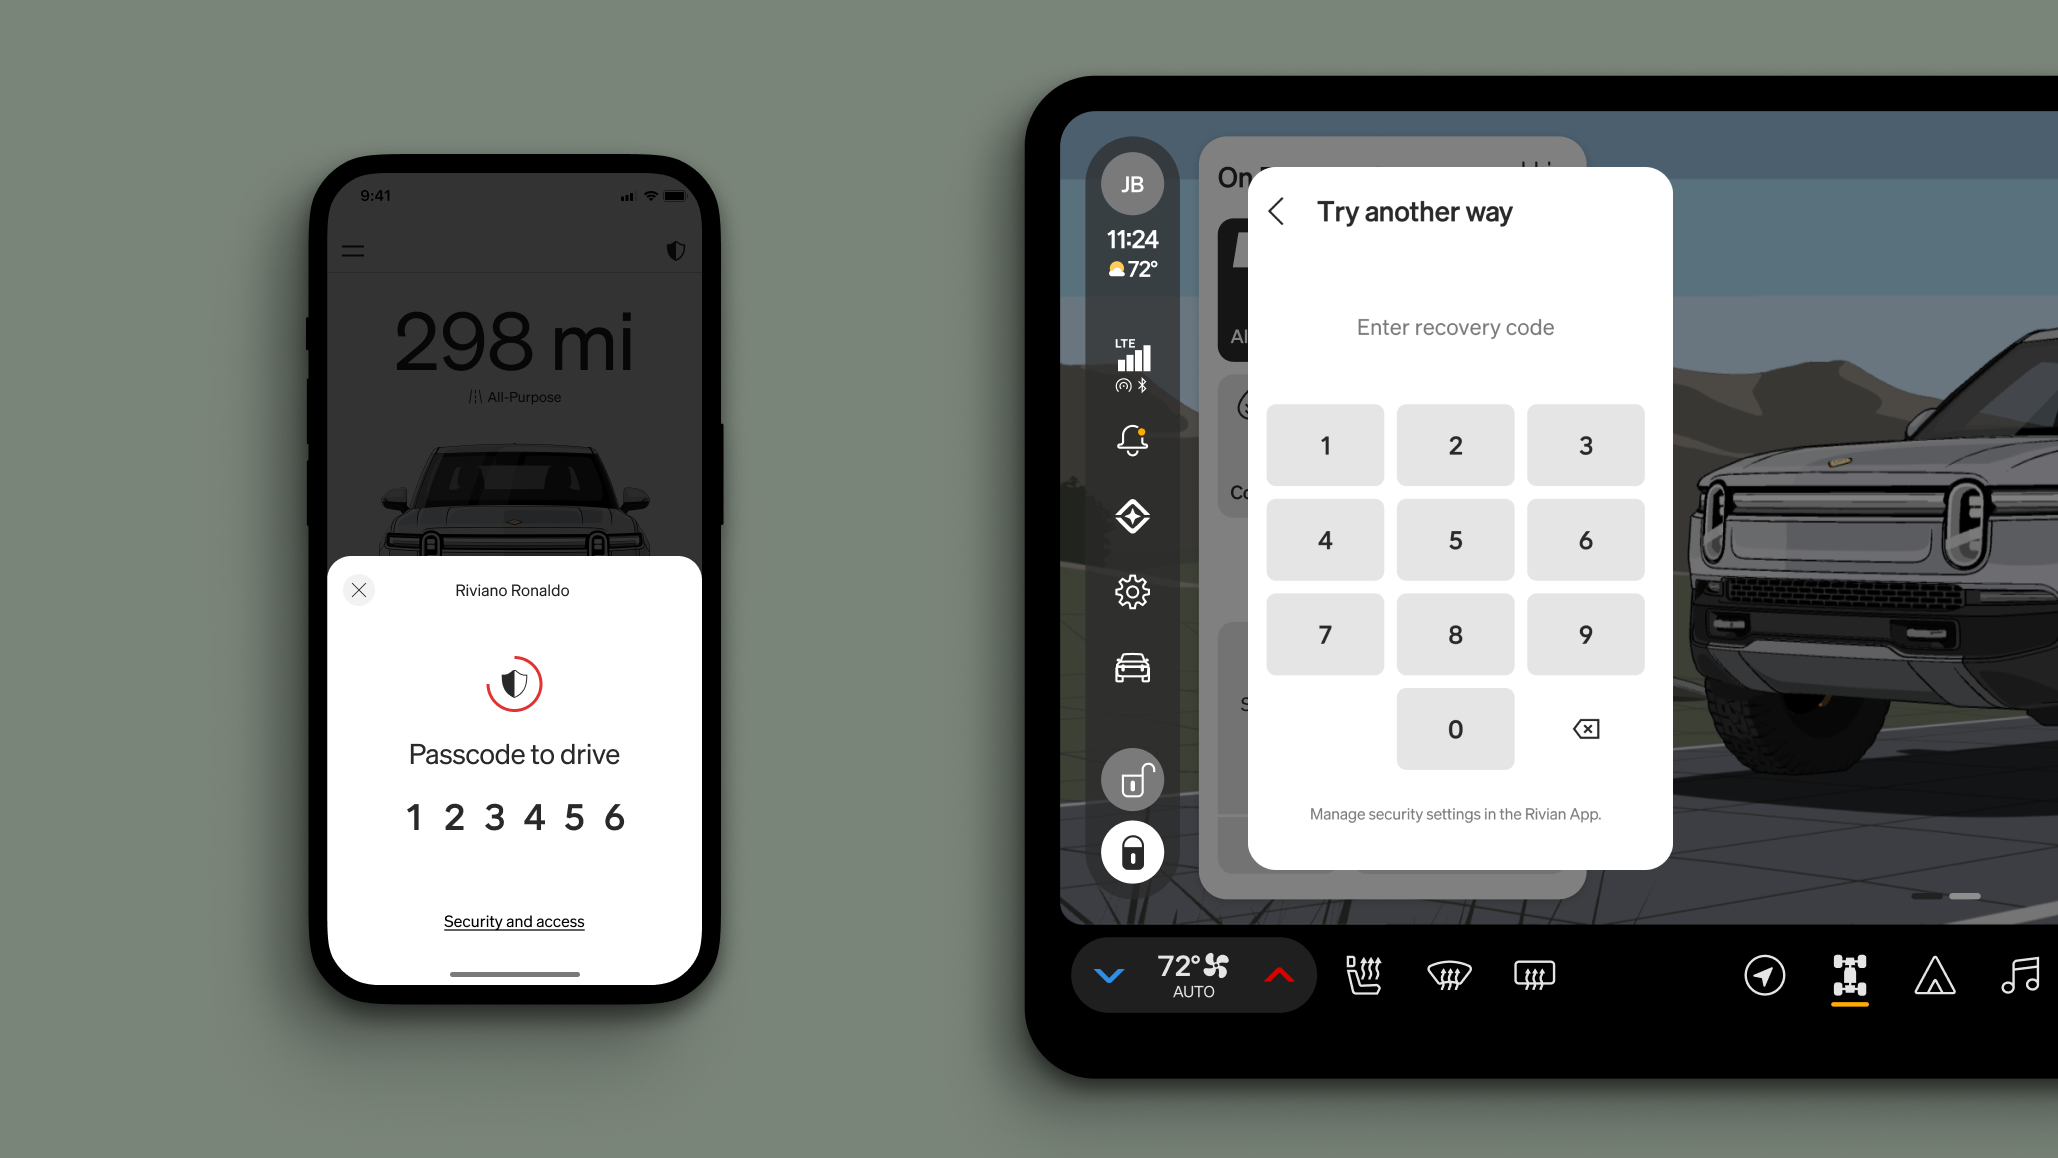 9:41
298 mi
All-Purpose
Riviano Ronaldo
Passcode to drive
1 2 3 4 5 6
Security and access
JB
11:24
72°
LTE
On
Try another way
Enter recovery code
1 2 3
4 5 6
7 8 9
0
Manage security settings in the Rivian App.
72°
AUTO